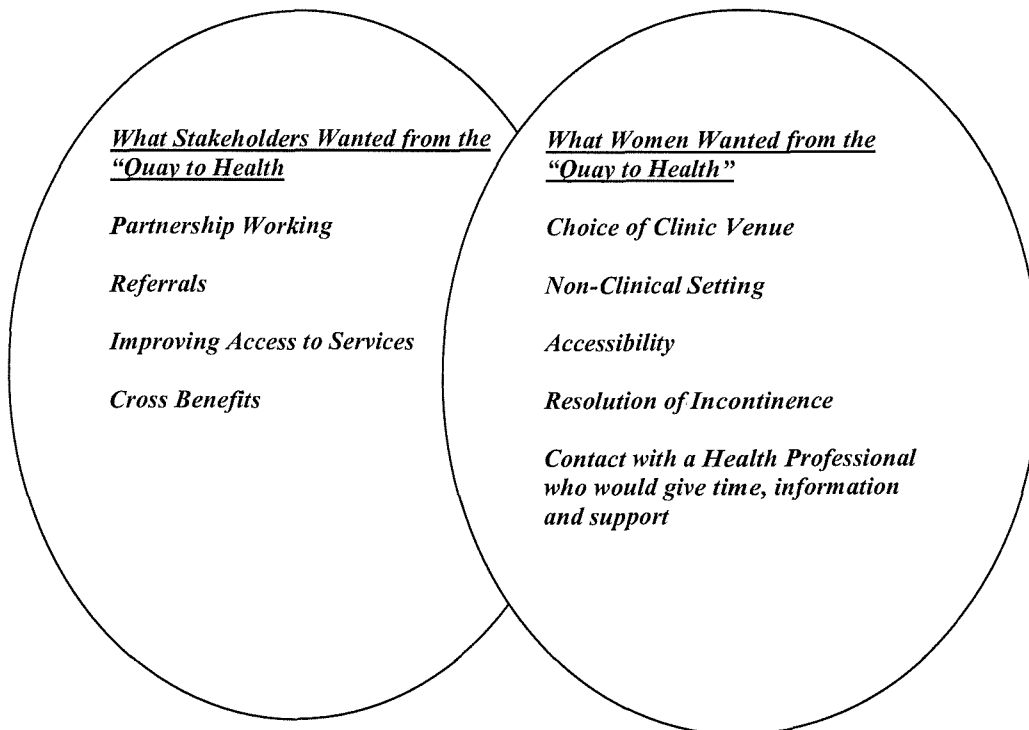 What Stakeholders Wanted from the
“Quay to Health
Partnership Working
Referrals
Improving Access to Services
Cross Benefits
What Women Wanted from the
“Quay to Health”
Choice of Clinic Venue
Non-Clinical Setting
Accessibility
Resolution of Incontinence
Contact with a Health Professional
who would give time, information
and support